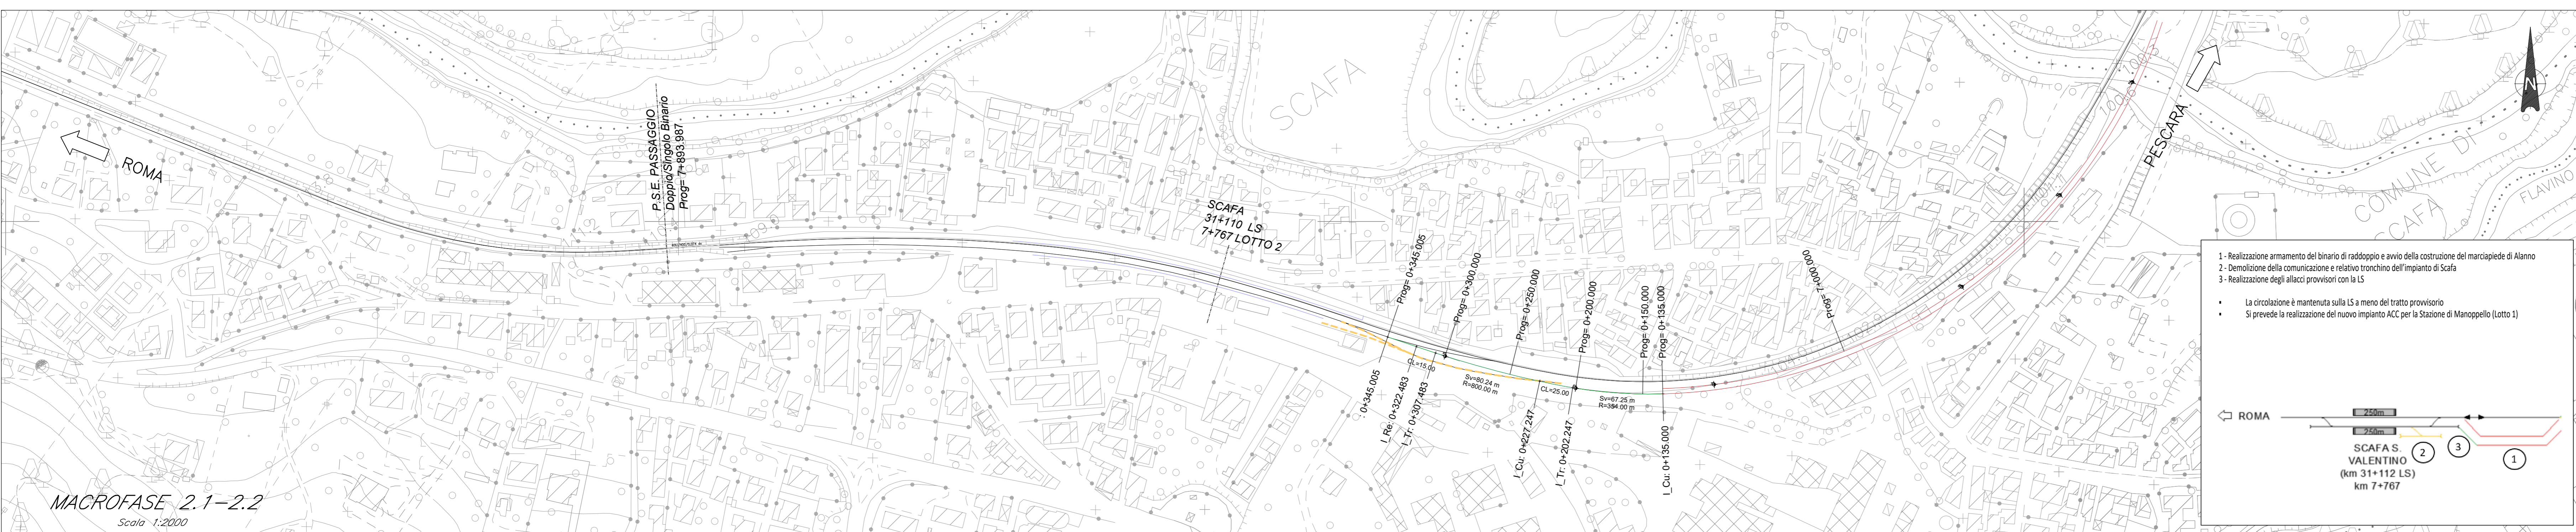 ROMA
P.S.E. PASSAGGIO
Doppio/Singolo Binario
Prog= 7+893.987
SCAFA
SCAFA
31+110 LS
7+767 LOTTO 2
Prog= 0+345.005
Prog= 0+300.000
Prog= 0+250.000
Prog= 0+200.000
Prog= 0+150.000
Prog= 0+135.000
Prog= 7+000.000
CL=15.00
Sv=80.24 m
R=800.00 m
CL=25.00
Sv=67.25 m
R=354.00 m
: 0+345.005
I_Re: 0+322.483
I_Tr: 0+307.483
I_Cu: 0+227.247
I_Tr: 0+202.247
I_Cu: 0+135.000
PESCARA
N
COMUNE DI
SCAFA
FLAVINO
1 - Realizzazione armamento del binario di raddoppio e avvio della costruzione del marciapiede di Alanno
2 - Demolizione della comunicazione e relativo tronchino dell'impianto di Scafa
3 - Realizzazione degli allacci provvisori con la LS
• La circolazione è mantenuta sulla LS a meno del tratto provvisorio
• Si prevede la realizzazione del nuovo impianto ACC per la Stazione di Manoppello (Lotto 1)
ROMA
250m
250m
SCAFA S.
VALENTINO
(km 31+112 LS)
km 7+767
2
3
1
MACROFASE 2.1-2.2
Scala 1:2000